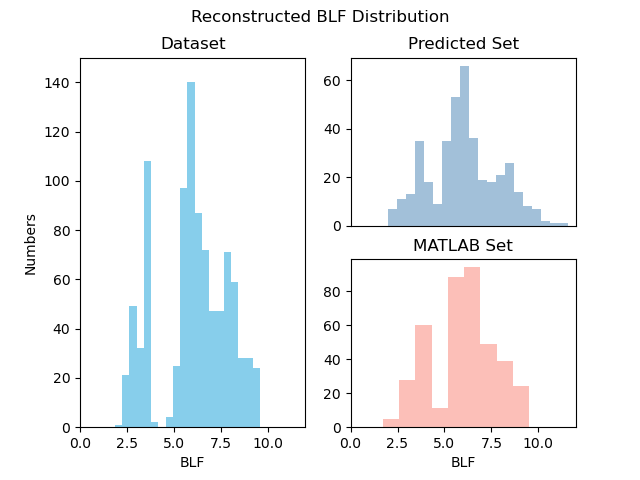 Reconstructed BLF Distribution
Dataset
140
120
100
80
60
40
20
0
Numbers
0.0 2.5 5.0 7.5 10.0
BLF
Predicted Set
60
40
20
0
MATLAB Set
80
60
40
20
0
0.0 2.5 5.0 7.5 10.0
BLF